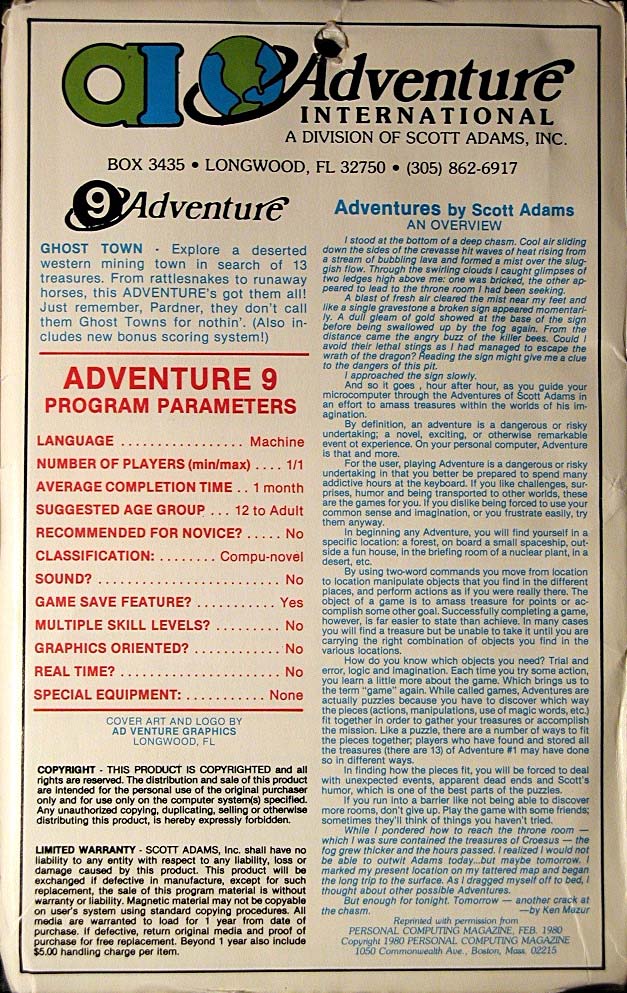 aI Adventure
INTERNATIONAL
A DIVISION OF SCOTT ADAMS, INC.
BOX 3435 • LONGWOOD, FL 32750 • (305) 862-6917
9 Adventure
GHOST TOWN - Explore a deserted
western mining town in search of 13
treasures. From rattlesnakes to runaway
horses, this ADVENTURE's got them all!
Just remember, Pardner, they don't call
them Ghost Towns for nothin'. (Also in-
cludes new bonus scoring system!)
ADVENTURE 9
PROGRAM PARAMETERS
LANGUAGE ................ Machine
NUMBER OF PLAYERS (min/max) .... 1/1
AVERAGE COMPLETION TIME .. 1 month
SUGGESTED AGE GROUP ... 12 to Adult
RECOMMENDED FOR NOVICE? ..... No
CLASSIFICATION: ....... Compu-novel
SOUND? ......................... No
GAME SAVE FEATURE? .......... Yes
MULTIPLE SKILL LEVELS? ......... No
GRAPHICS ORIENTED? ........... No
REAL TIME? ..................... No
SPECIAL EQUIPMENT: .......... None
COVER ART AND LOGO BY
AD VENTURE GRAPHICS
LONGWOOD, FL
COPYRIGHT - THIS PRODUCT IS COPYRIGHTED and all
rights are reserved. The distribution and sale of this product
are intended for the personal use of the original purchaser
only and for use only on the computer system(s) specified.
Any unauthorized copying, duplicating, selling or otherwise
distributing this product, is hereby expressly forbidden.
LIMITED WARRANTY - SCOTT ADAMS, Inc. shall have no
liability to any entity with respect to any liability, loss or
damage caused by this product. This product will be
exchanged if defective in manufacture, except for such
replacement, the sale of this program material is without
warranty or liability. Magnetic material may not be copyable
on user's system using standard copying procedures. All
media are warranted to load for 1 year from date of
purchase. If defective, return original media and proof of
purchase for free replacement. Beyond 1 year also include
$5.00 handling charge per item.
Adventures by Scott Adams
AN OVERVIEW
I stood at the bottom of a deep chasm. Cool air sliding
down the sides of the crevasse hit waves of heat rising from
a stream of bubbling lava and formed a mist over the slug-
gish flow. Through the swirling clouds I caught glimpses of
two ledges high above me: one was bricked, the other ap-
peared to lead to the throne room I had been seeking.
A blast of fresh air cleared the mist near my feet and
like a single gravestone a broken sign appeared momentari-
ly. A dull gleam of gold showed at the base of the sign
before being swallowed up by the fog again. From the
distance came the angry buzz of the killer bees. Could I
avoid their lethal stings as I had managed to escape the
wrath of the dragon? Reading the sign might give me a clue
to the dangers of this pit.
I approached the sign slowly.
And so it goes , hour after hour, as you guide your
microcomputer through the Adventures of Scott Adams in
an effort to amass treasures within the worlds of his im-
agination.
By definition, an adventure is a dangerous or risky
undertaking; a novel, exciting, or otherwise remarkable
event ot experience. On your personal computer, Adventure
is that and more.
For the user, playing Adventure is a dangerous or risky
undertaking in that you better be prepared to spend many
addictive hours at the keyboard. If you like challenges, sur-
prises, humor and being transported to other worlds, these
are the games for you. If you dislike being forced to use your
common sense and imagination, or you frustrate easily, try
them anyway.
In beginning any Adventure, you will find yourself in a
specific location: a forest, on board a small spaceship, out-
side a fun house, in the briefing room of a nuclear plant, in a
desert, etc.
By using two-word commands you move from location
to location manipulate objects that you find in the different
places, and perform actions as if you were really there. The
object of a game is to amass treasure for points or ac-
complish some other goal. Successfully completing a game,
however, is far easier to state than achieve. In many cases
you will find a treasure but be unable to take it until you are
carrying the right combination of objects you find in the
various locations.
How do you know which objects you need? Trial and
error, logic and imagination. Each time you try some action,
you learn a little more about the game. Which brings us to
the term "game" again. While called games, Adventures are
actually puzzles because you have to discover which way
the pieces (actions, manipulations, use of magic words, etc.)
fit together in order to gather your treasures or accomplish
the mission. Like a puzzle, there are a number of ways to fit
the pieces together; players who have found and stored all
the treasures (there are 13) of Adventure #1 may have done
so in different ways.
In finding how the pieces fit, you will be forced to deal
with unexpected events, apparent dead ends and Scott's
humor, which is one of the best parts of the puzzles.
If you run into a barrier like not being able to discover
more rooms, don't give up. Play the game with some friends;
sometimes they'll think of things you haven't tried.
While I pondered how to reach the throne room —
which I was sure contained the treasures of Croesus — the
fog grew thicker and the hours passed. I realized I would not
be able to outwit Adams today...but maybe tomorrow. I
marked my present location on my tattered map and began
the long trip to the surface. As I dragged myself off to bed, I
thought about other possible Adventures.
But enough for tonight. Tomorrow — another crack at
the chasm. —by Ken Mazur
Reprinted with permission from
PERSONAL COMPUTING MAGAZINE, FEB. 1980
Copyright 1980 PERSONAL COMPUTING MAGAZINE
1050 Commonwealth Ave., Boston, Mass. 02215